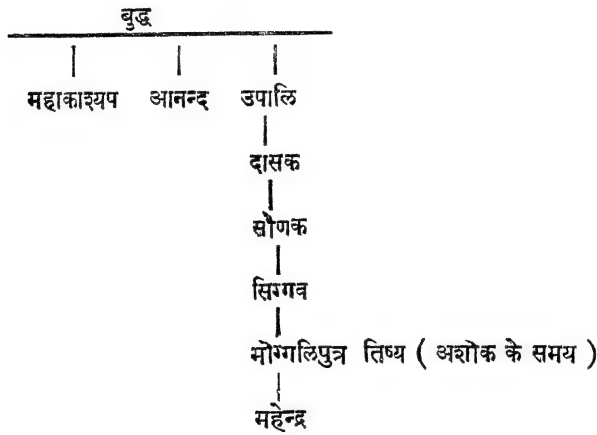 बुद्ध
महाकाश्यप आनन्द उपालि
दासक
सौणक
सिग्गव
मोग्गलिपुत्र तिष्य ( अशोक के समय )
महेन्द्र